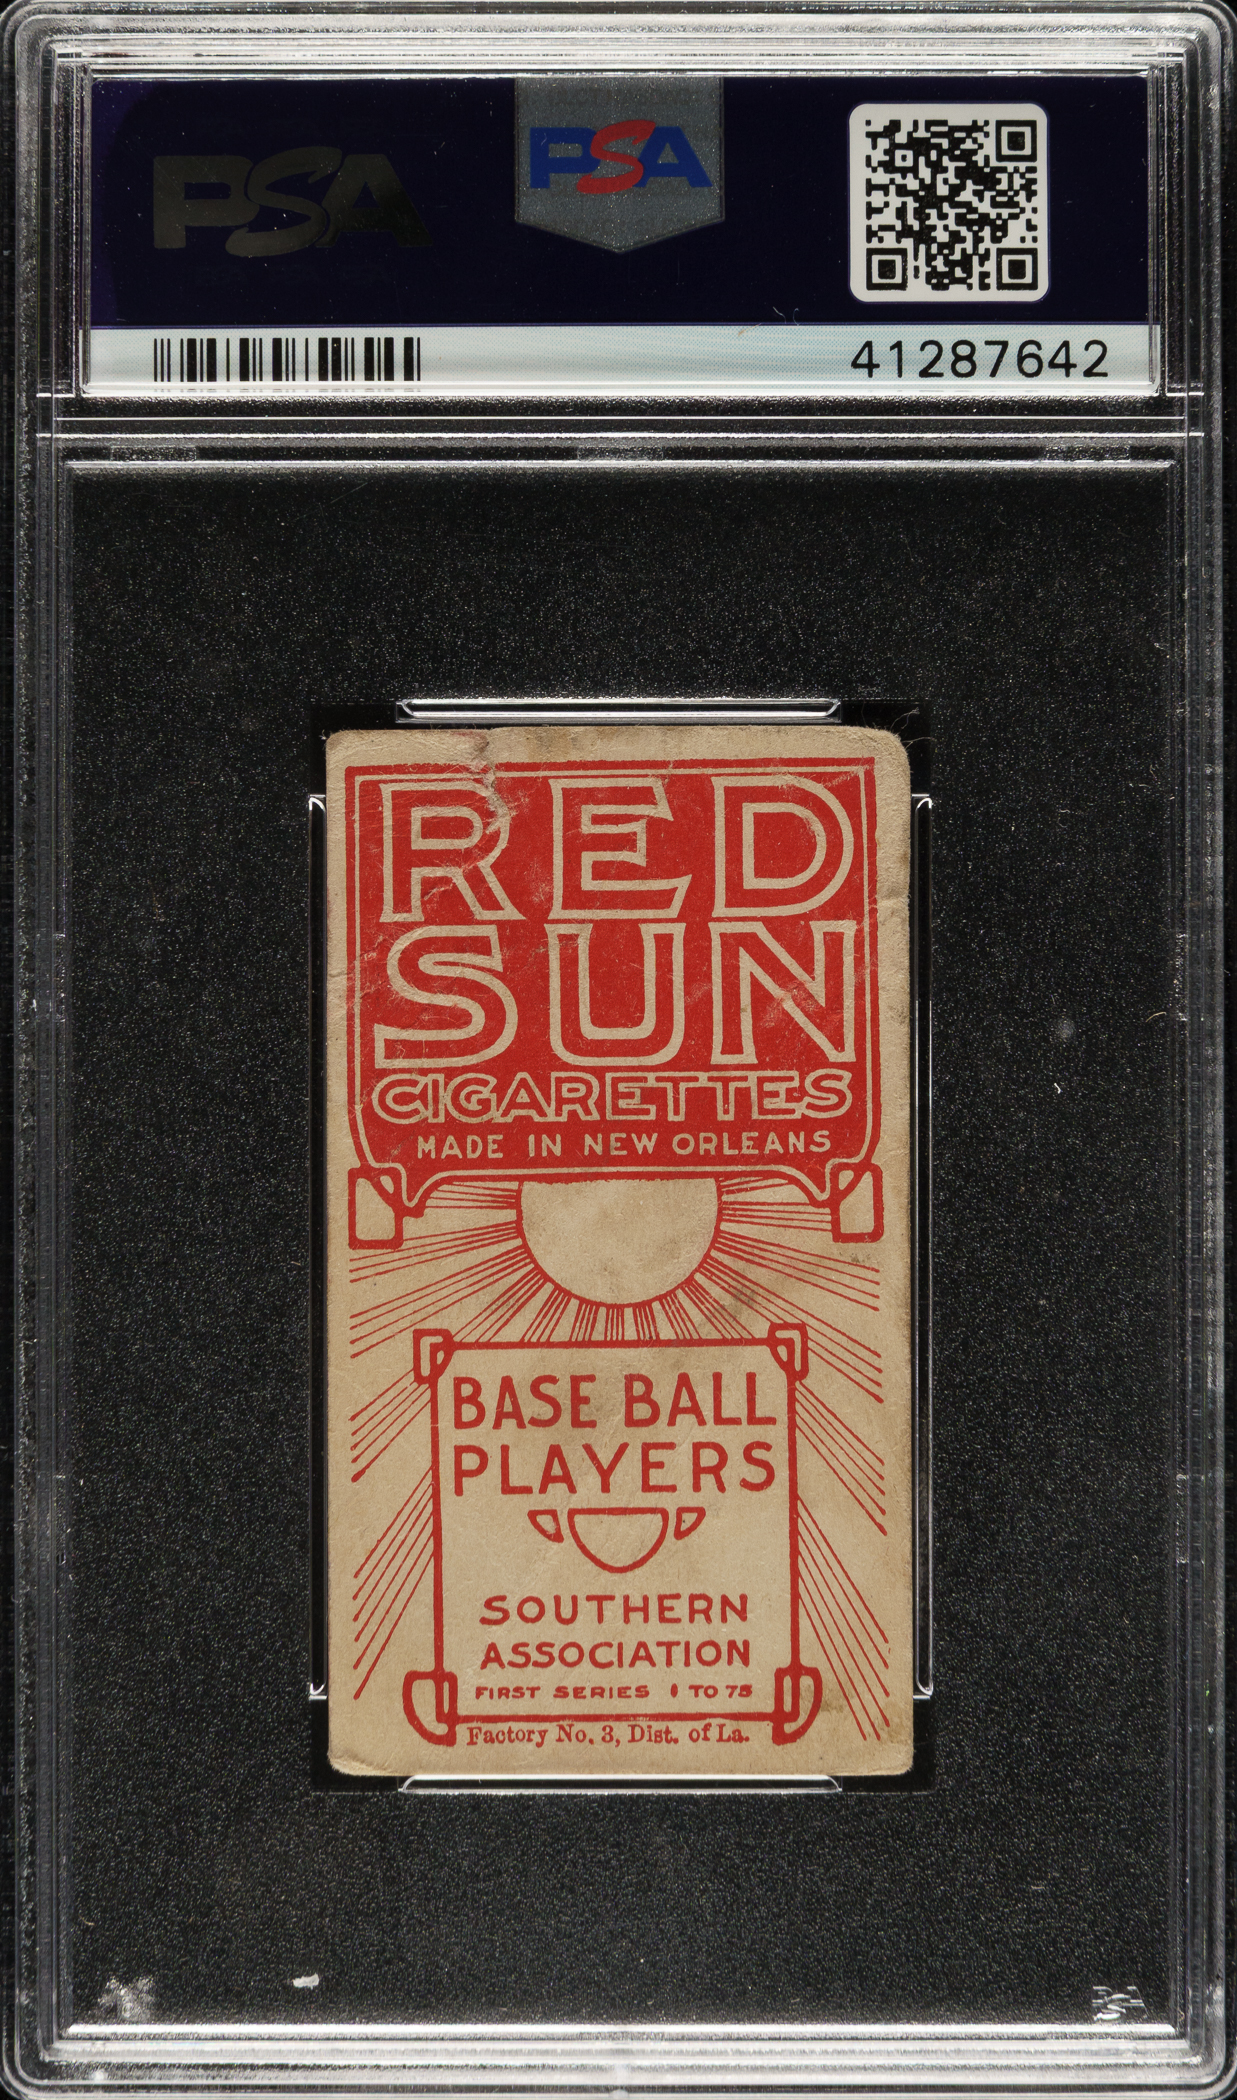 PSA
PSA
41287642
RED
SUN
CIGARETTES
MADE IN NEW ORLEANS
BASE BALL
PLAYERS
SOUTHERN
ASSOCIATION
FIRST SERIES 1 TO 75
Factory No. 3, Dist. of La.